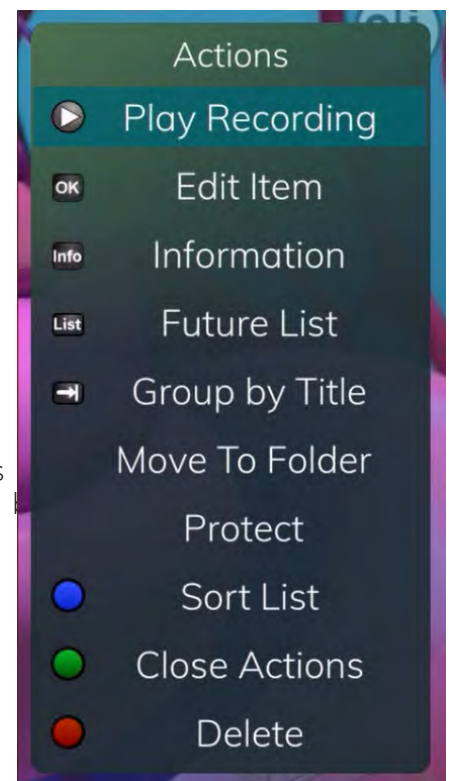 Actions
Play Recording
OK Edit Item
Info Information
List Future List
Group by Title
Move To Folder
Protect
Sort List
Close Actions
Delete